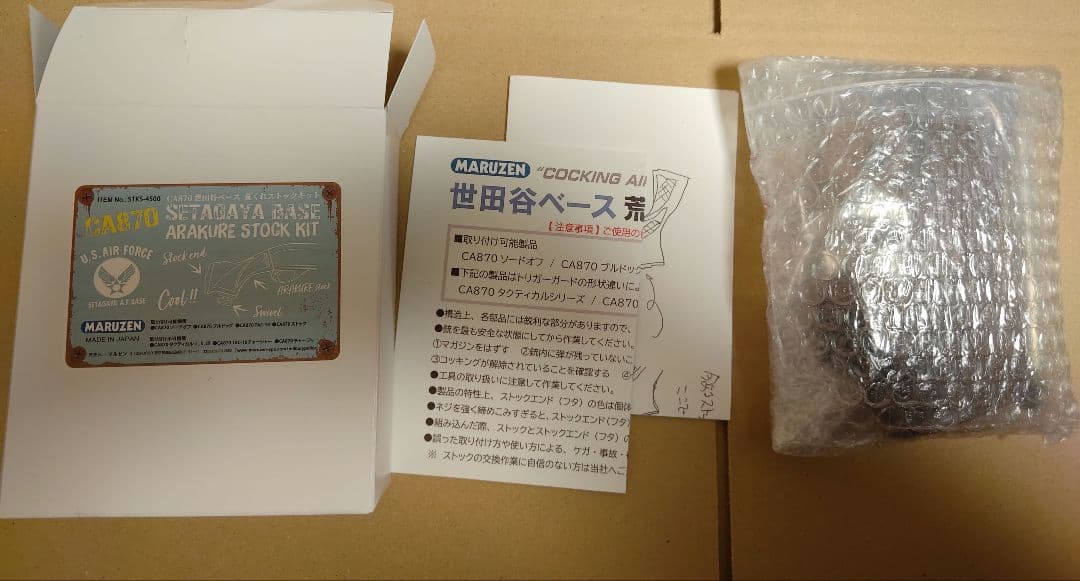 ITEM No.:STKS-4500
CA870 世田谷ベース 荒くれストックキット
CA870
SETAGAYA BASE
ARAKURE STOCK KIT
U.S. AIR FORCE
SETAGAYA A.F. BASE
Stock end
Cool!!
ARAKURE stock
Swivel
MARUZEN
MADE IN JAPAN
MARUZEN "COCKING AI
世田谷ベース 荒
【注意事項】ご使用の
■取り付け可能製品
CA870 ソードオフ / CA870 ブルドッ
■下記の製品はトリガーガードの形状違いに
CA870 タクティカルシリーズ / CA870
●構造上、各部品には鋭利な部分がありますので、
●銃を最も安全な状態にしてから作業してください。
①マガジンをはずす ②銃内に弾が残っていないこ
③コッキングが解除されていることを確認する
●工具の取り扱いに注意して作業してください。
●製品の特性上、ストックエンド（フタ）の色は個体
●ネジを強く締めこみすぎると、ストックエンド（フタ）
●組み込んだ際、ストックとストックエンド（フタ）の
●誤った取り付け方や使い方による、ケガ・事故・
※ ストックの交換作業に自信のない方は当社へご